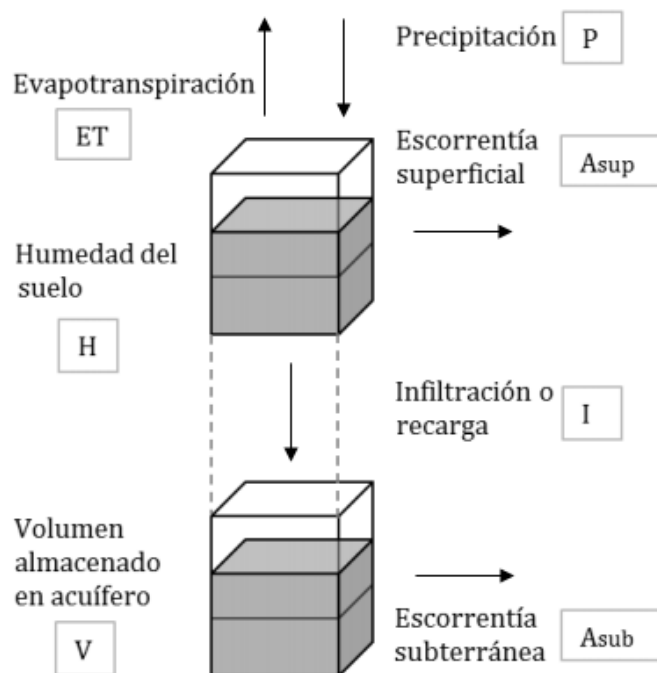 Precipitación
P
Evapotranspiración
ET
Escorrentía
superficial
Asup
Humedad del
suelo
H
Infiltración o
recarga
I
Volumen
almacenado
en acuífero
V
Escorrentía
subterránea
Asub